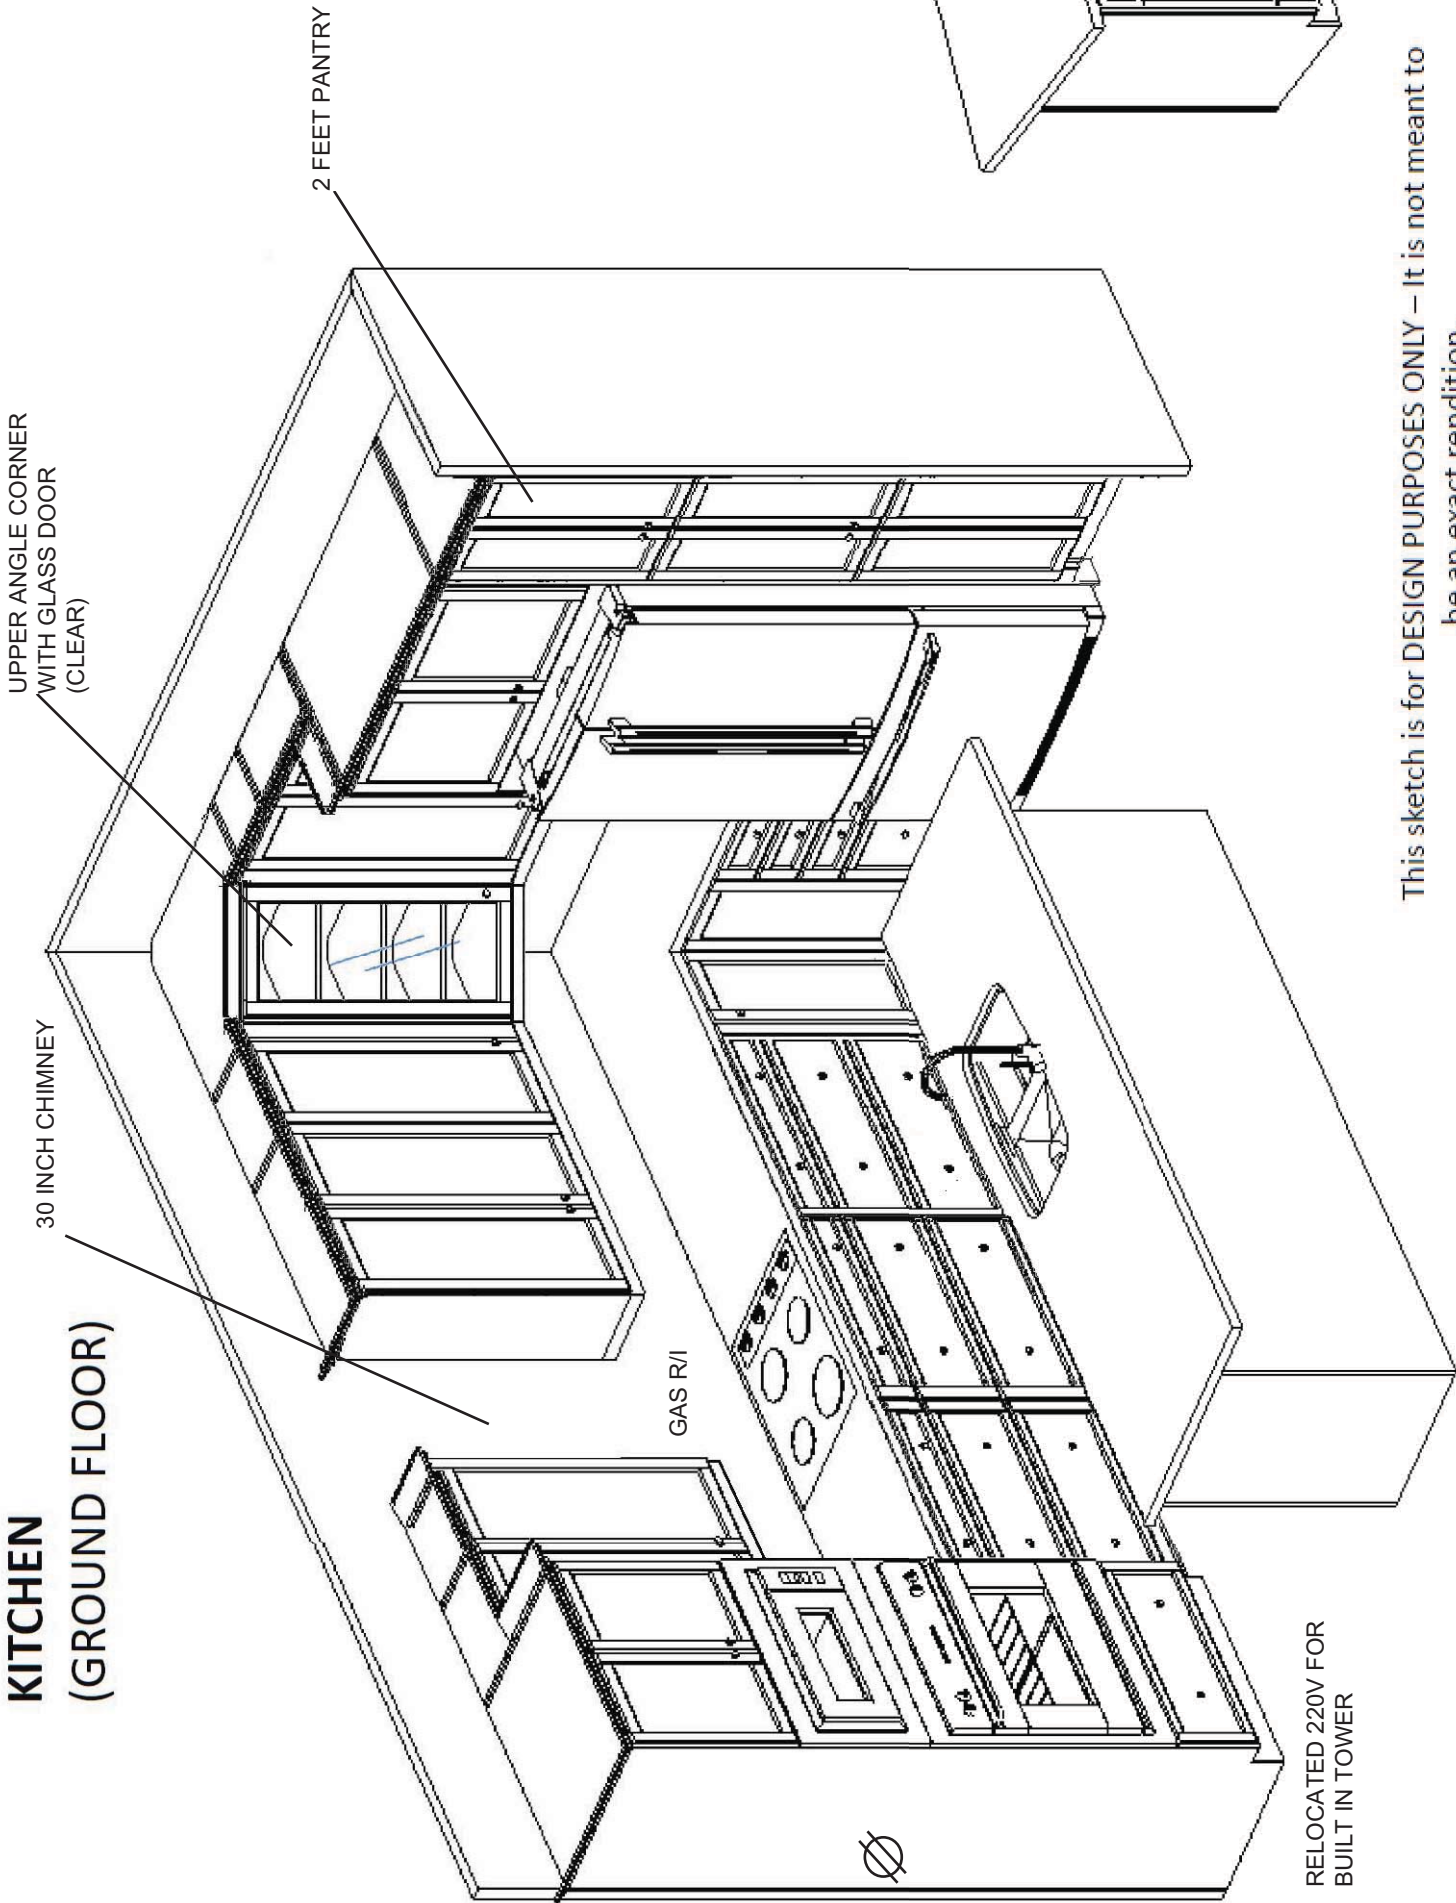 KITCHEN
(GROUND FLOOR)
30 INCH CHIMNEY
UPPER ANGLE CORNER
WITH GLASS DOOR
(CLEAR)
2 FEET PANTRY
GAS R/I
RELOCATED 220V FOR
BUILT IN TOWER
This sketch is for DESIGN PURPOSES ONLY – It is not meant to
be an exact rendition